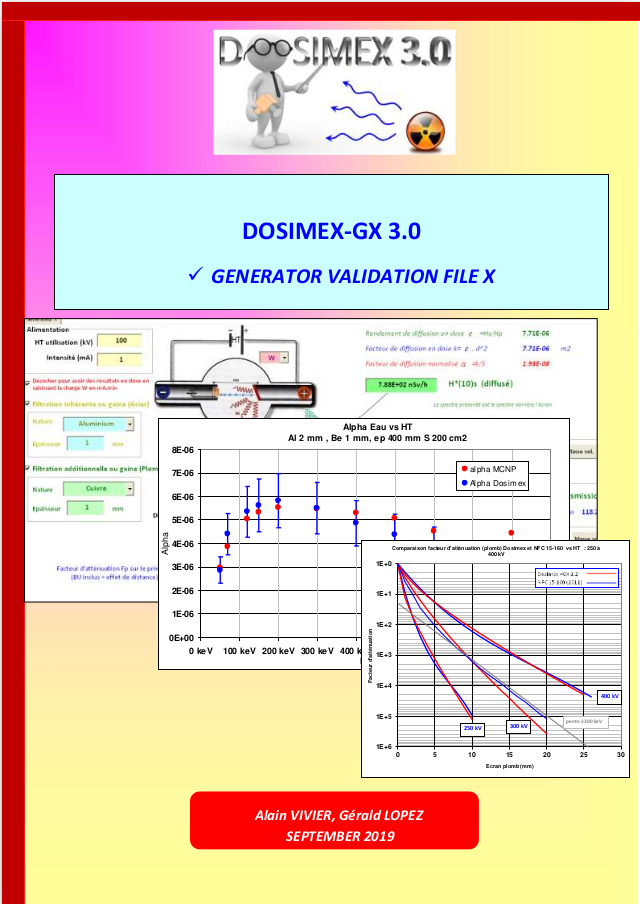 DOSIMEX 3.0
DOSIMEX-GX 3.0
✓ GENERATOR VALIDATION FILE X
Alimentation
HT utilisation (kV) 100
Intensité (mA) 1
Décocher pour avoir des résultats en dose en
saisissant la charge W en mA.min
Filtration inhérente ou gaine (Acier)
Nature Aluminium
Epaisseur 1 mm
Filtration additionnelle ou gaine (Plom
Nature Cuivre
Epaisseur 1 mm
Facteur d'atténuation Fp sur le pri
(BU inclus = effet de distance)
HT
W
Rendement de diffusion en dose =Hs/Hp 7.71E-06
Facteur de diffusion en dose k= . d^2 7.71E-06 m2
Facteur de diffusion normalisé α =k/S 1.93E-08
7.88E+02 nSv/h H*(10)s (diffusé)
Le spectre présenté est le spectre derrière l'écran
Masse vol.
smissio
118.2
Alpha Eau vs HT
Al 2 mm , Be 1 mm, ep 400 mm S 200 cm2
alpha MCNP
Alpha Dosimex
Alpha
8E-06
7E-06
6E-06
5E-06
4E-06
3E-06
2E-06
1E-06
0E+00
0 keV 100 keV 200 keV 300 keV 400 k
Comparaison facteur d'atténuation (plomb) Dosimex et NFC 15-160 vs HT : 250 à
400 kV
Dosimex -GX 2.2
NFC 15-160 (2011)
Facteur d'atténuation
1E+0
1E+1
1E+2
1E+3
1E+4
1E+5
1E+6
400 kV
pente à 300 keV
250 kV
300 kV
0 5 10 15 20 25 30
Ecran plomb (mm)
Alain VIVIER, Gérald LOPEZ
SEPTEMBER 2019